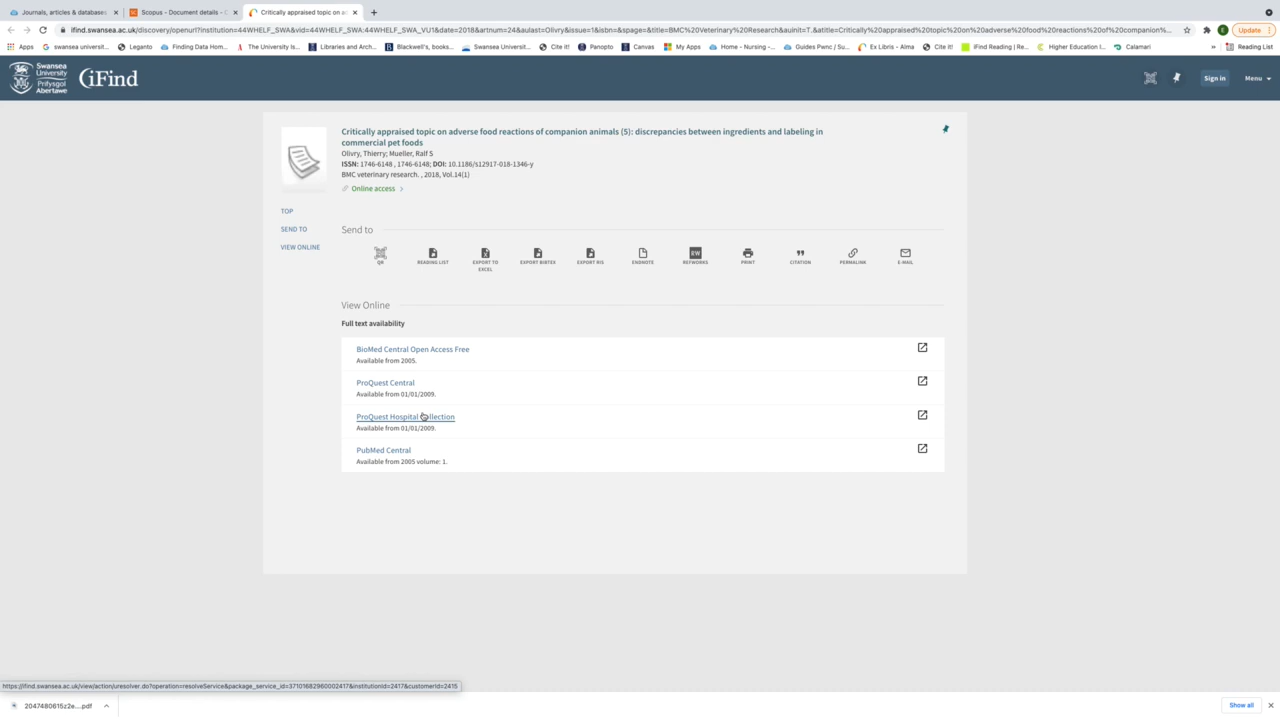 Journals, articles & databases
Scopus - Document details - C
Critically appraised topic on ad
ifind.swansea.ac.uk/discovery/openurl?institution=44WHELF_SWA&vid=44WHELF_SWA:44WHELF_SWA_VU1&date=2018&artnum=24&aulast=Olivry&issue=1&isbn=&spage=&title=BMC%20Veterinary%20Research&auinit=T.&atitle=Critically%20appraised%20topic%20on%20adverse%20food%20reactions%20of%20companion%...
Update
Apps
swansea universit...
Leganto
Finding Data Hom...
The University Is...
Libraries and Arch...
Blackwell's, books...
Swansea Universit...
Cite It!
Panopto
Canvas
My Apps
Home - Nursing -...
Guides Pwnc / Su...
Ex Libris - Alma
Cite It!
iFind Reading | Re...
Higher Education I...
Calamari
»
Reading List
Swansea
University
Prifysgol
Abertawe
iFind
Sign in
Menu
Critically appraised topic on adverse food reactions of companion animals (5): discrepancies between ingredients and labeling in
commercial pet foods
Olivry, Thierry; Mueller, Ralf S
ISSN: 1746-6148 , 1746-6148; DOI: 10.1186/s12917-018-1346-y
BMC veterinary research. , 2018, Vol.14(1)
Online access
TOP
SEND TO
VIEW ONLINE
Send to
QR
READING LIST
EXPORT TO
EXCEL
EXPORT BIBTEX
EXPORT RIS
ENDNOTE
RW
REFWORKS
PRINT
CITATION
PERMALINK
E-MAIL
View Online
Full text availability
BioMed Central Open Access Free
Available from 2005.
ProQuest Central
Available from 01/01/2009.
ProQuest Hospital Collection
Available from 01/01/2009.
PubMed Central
Available from 2005 volume: 1.
https://ifind.swansea.ac.uk/view/action/uresolver.do?operation=resolveService&package_service_id=37101682960002417&institutionId=2417&customerId=2415
2047480615z2e....pdf
Show all